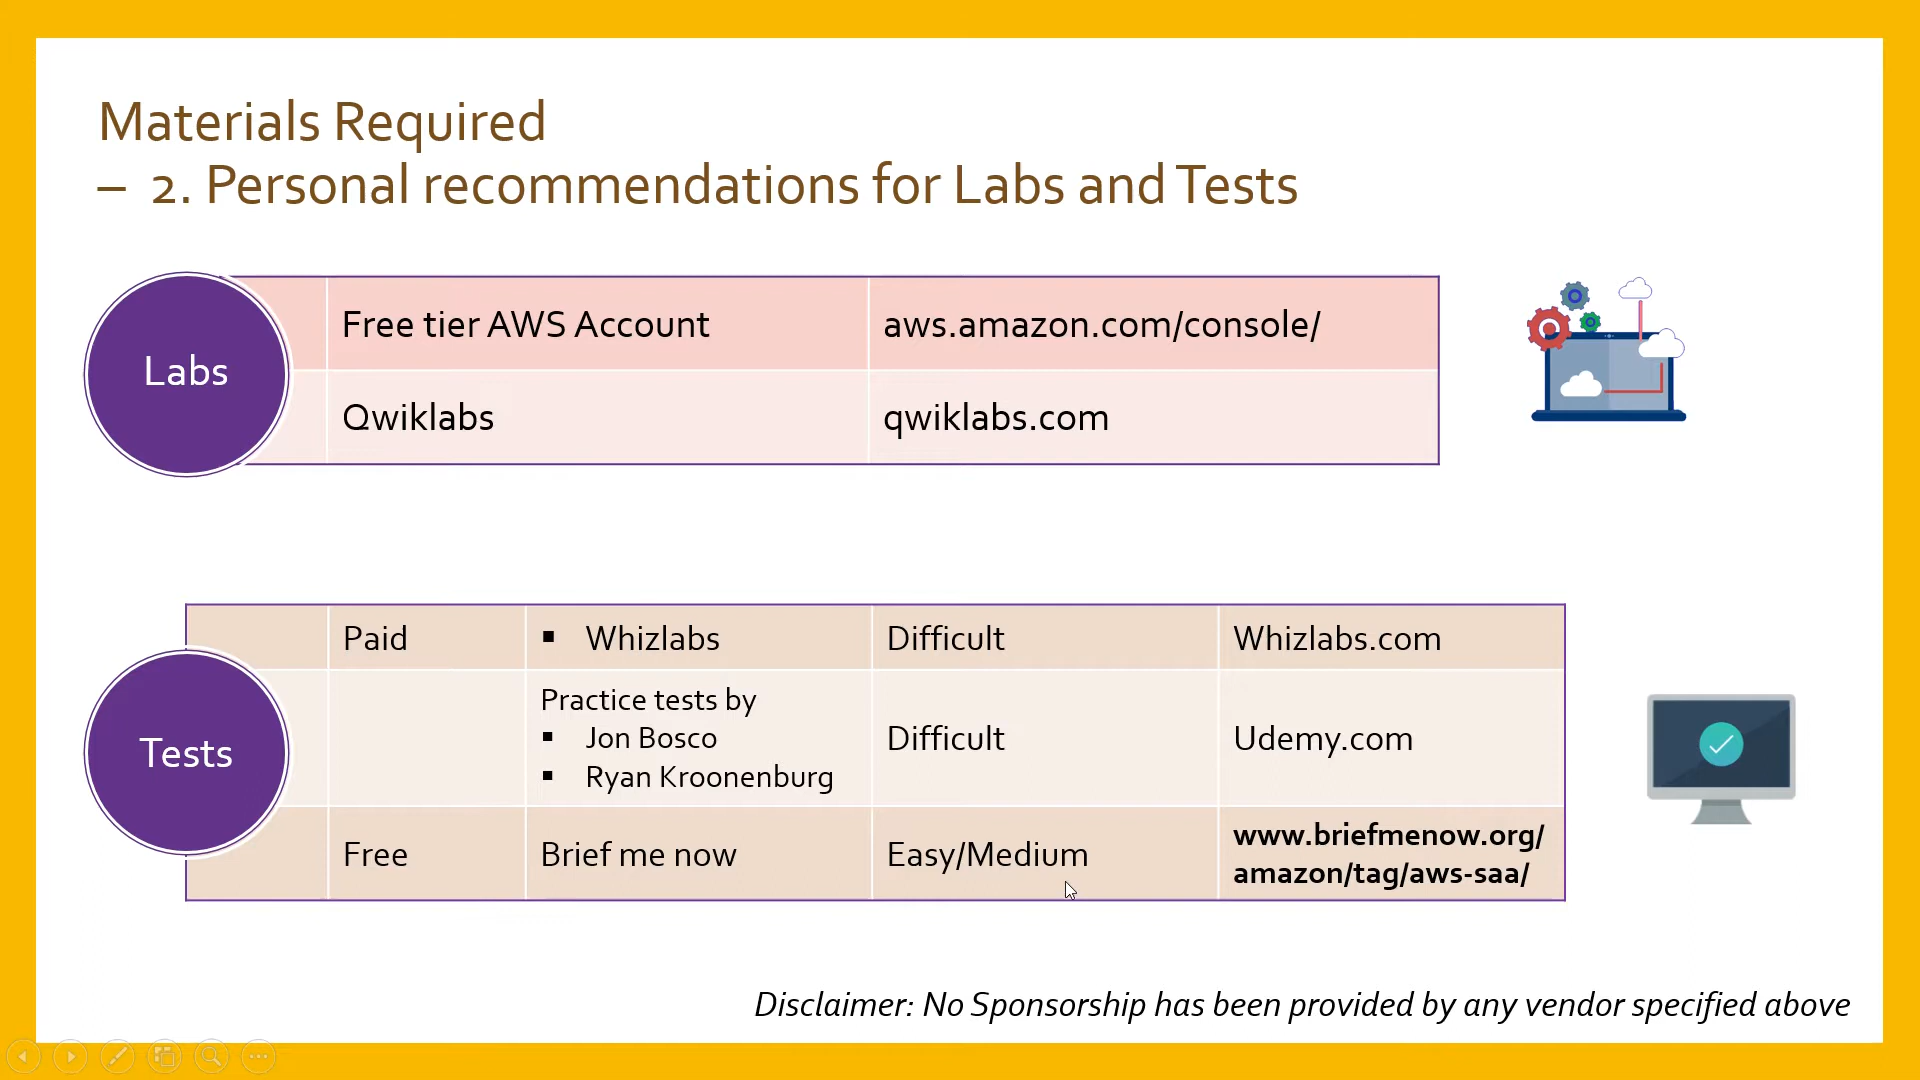 Materials Required
– 2. Personal recommendations for Labs and Tests
Labs
Free tier AWS Account aws.amazon.com/console/
Qwiklabs qwiklabs.com
Tests
Paid ▪ Whizlabs Difficult Whizlabs.com
Practice tests by
▪ Jon Bosco
▪ Ryan Kroonenburg
Difficult Udemy.com
Free Brief me now Easy/Medium
www.briefmenow.org/
amazon/tag/aws-saa/
Disclaimer: No Sponsorship has been provided by any vendor specified above